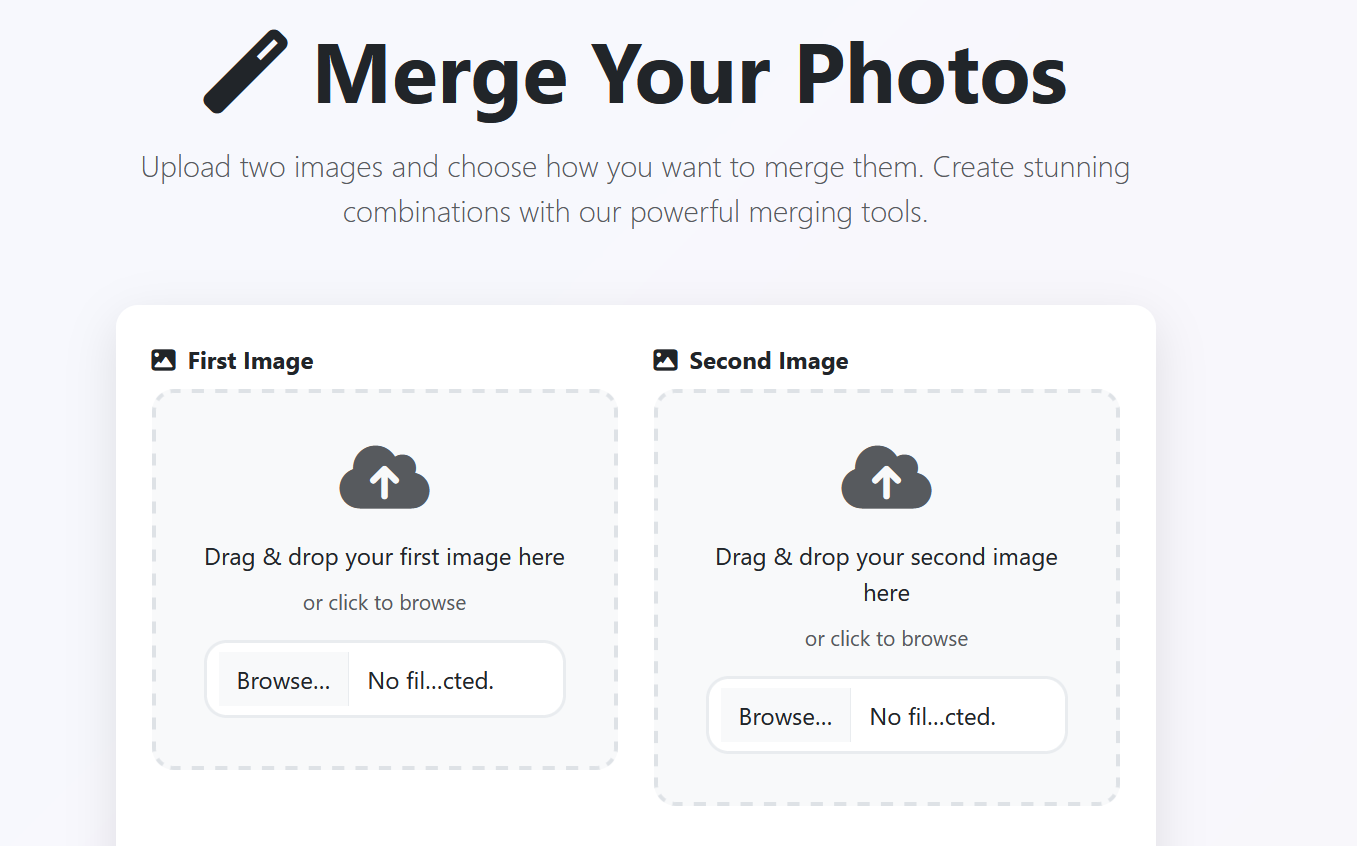 Merge Your Photos
Upload two images and choose how you want to merge them. Create stunning
combinations with our powerful merging tools.
First Image
Drag & drop your first image here
or click to browse
Browse... No fil...cted.
Second Image
Drag & drop your second image
here
or click to browse
Browse... No fil...cted.